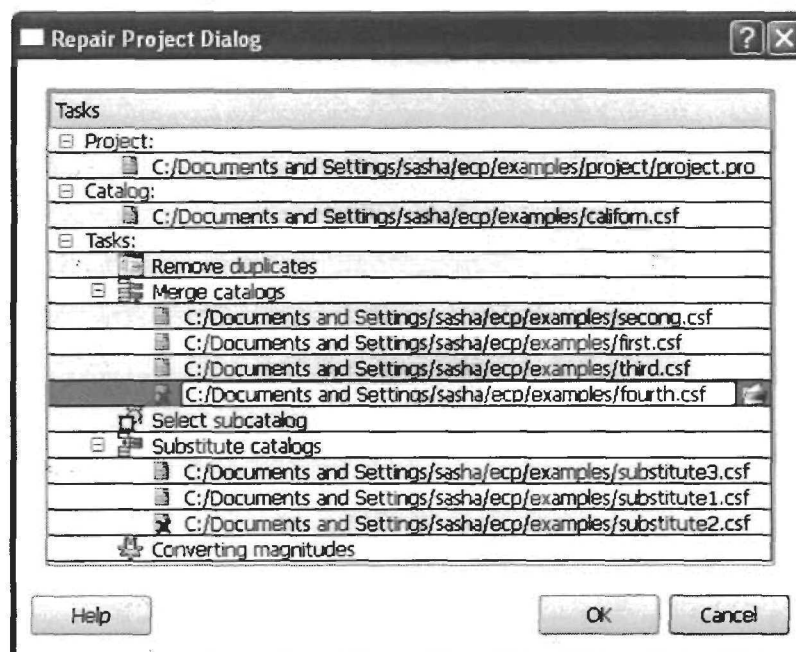 Repair Project Dialog
Tasks
Project:
C:/Documents and Settings/sasha/ecp/examples/project/project.pro
Catalog:
C:/Documents and Settings/sasha/ecp/examples/californ.csf
Tasks:
Remove duplicates
Merge catalogs
C:/Documents and Settings/sasha/ecp/examples/secong.csf
C:/Documents and Settings/sasha/ecp/examples/first.csf
C:/Documents and Settings/sasha/ecp/examples/third.csf
C:/Documents and Settings/sasha/ecp/examples/fourth.csf
Select subcatalog
Substitute catalogs
C:/Documents and Settings/sasha/ecp/examples/substitute3.csf
C:/Documents and Settings/sasha/ecp/examples/substitute1.csf
C:/Documents and Settings/sasha/ecp/examples/substitute2.csf
Converting magnitudes
Help OK Cancel